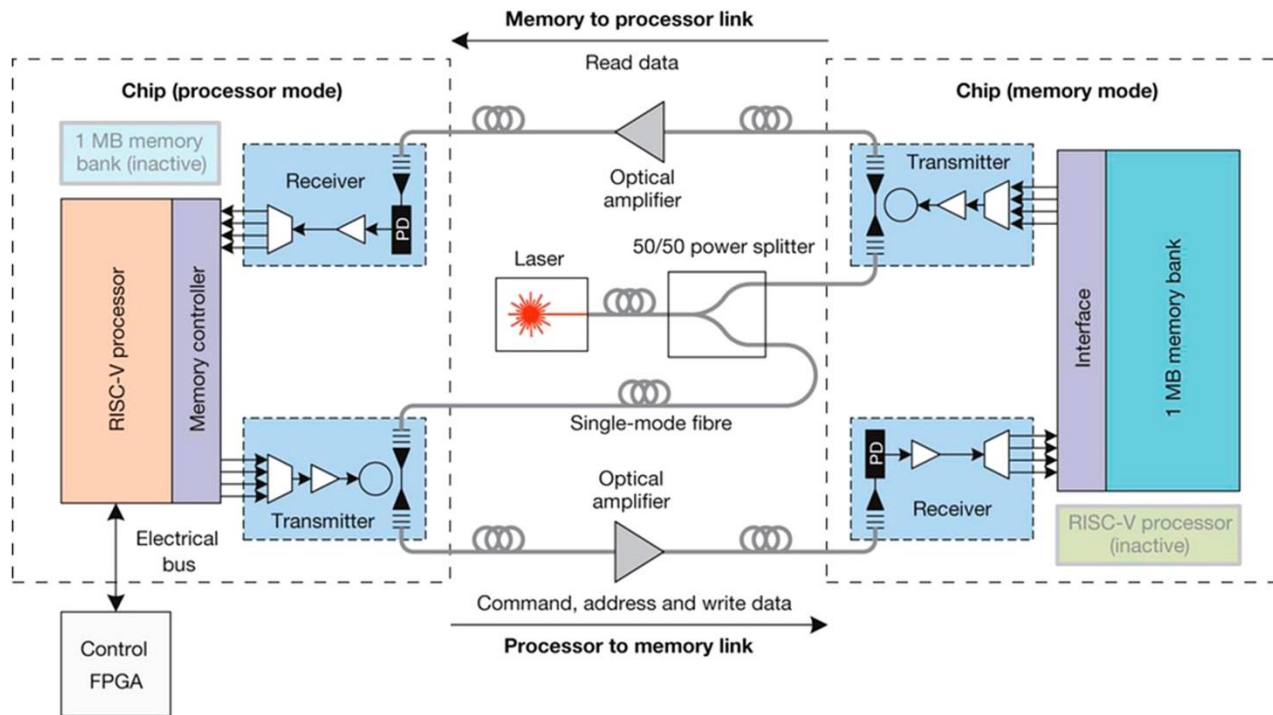 Memory to processor link
Read data
Chip (processor mode)
1 MB memory
bank (inactive)
Receiver
PD
RISC-V processor
Memory controller
Transmitter
Electrical
bus
Control
FPGA
Optical
amplifier
Laser
50/50 power splitter
Single-mode fibre
Optical
amplifier
Command, address and write data
Processor to memory link
Chip (memory mode)
Transmitter
Interface
1 MB memory bank
PD
Receiver
RISC-V processor
(inactive)